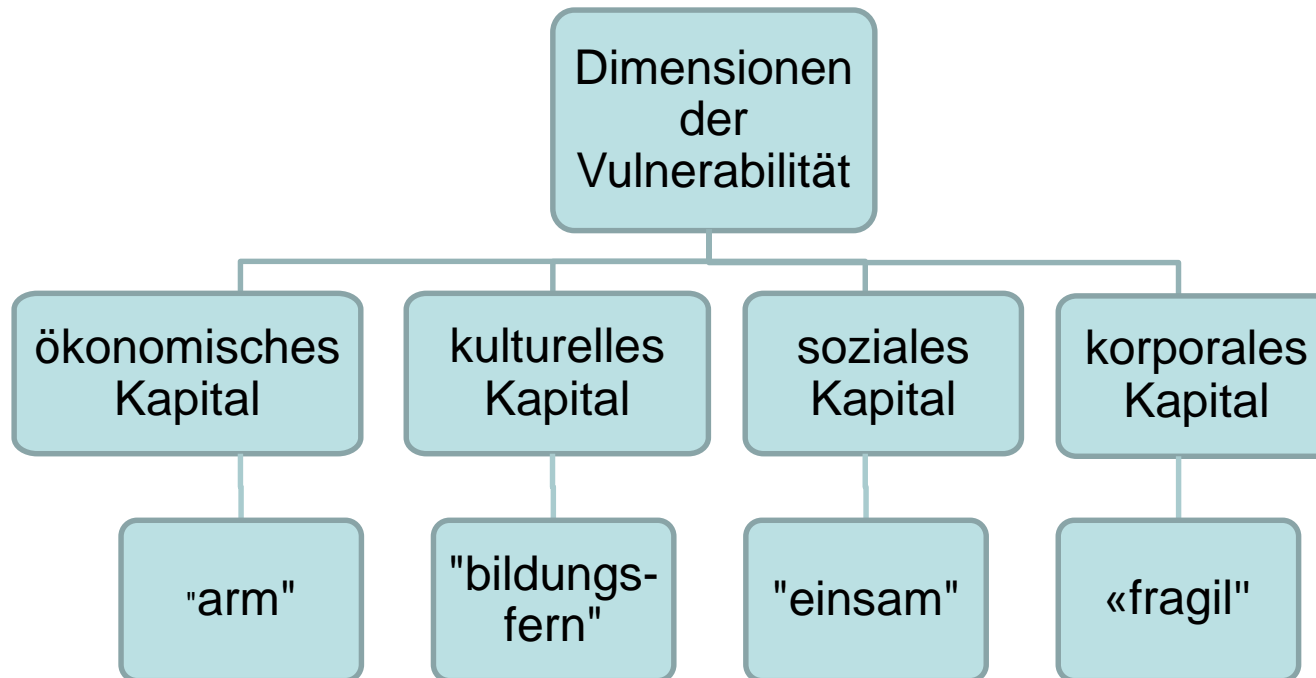 Dimensionen
der
Vulnerabilität
ökonomisches
Kapital
kulturelles
Kapital
soziales
Kapital
korporales
Kapital
"arm"
"bildungs-
fern"
"einsam"
«fragil"